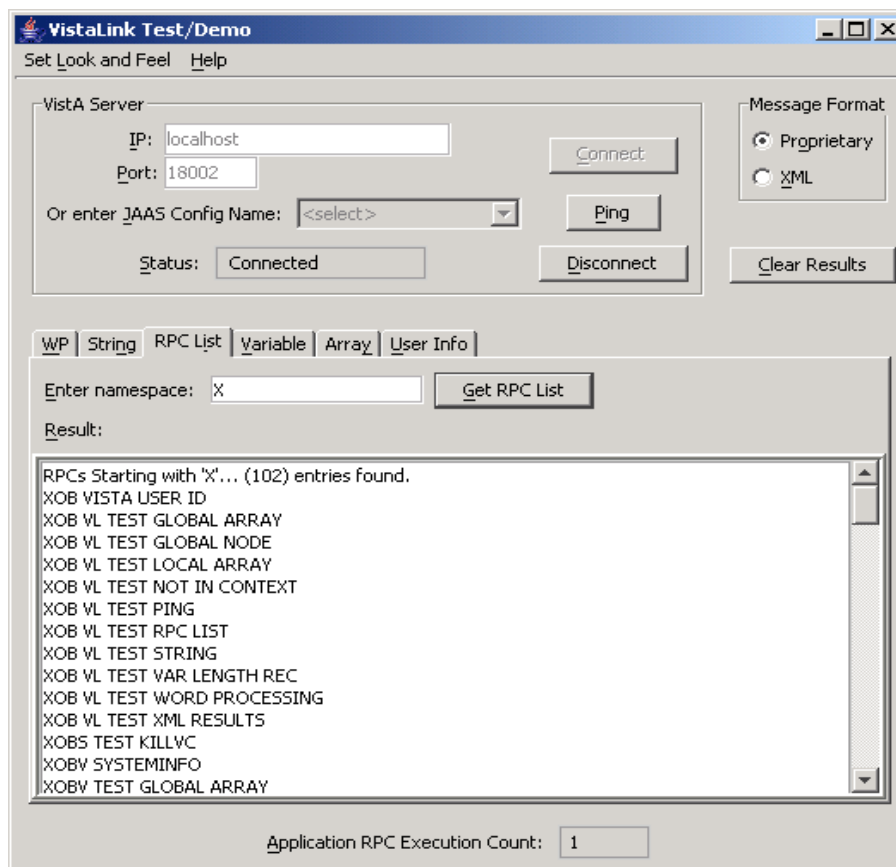 VistaLink Test/Demo
Set Look and Feel Help
VistA Server
IP: localhost
Port: 18002
Connect
Or enter JAAS Config Name: <select>
Ping
Status: Connected
Disconnect
Message Format
Proprietary
XML
Clear Results
WP String RPC List Variable Array User Info
Enter namespace: X Get RPC List
Result:
RPCs Starting with 'X'... (102) entries found.
XOB VISTA USER ID
XOB VL TEST GLOBAL ARRAY
XOB VL TEST GLOBAL NODE
XOB VL TEST LOCAL ARRAY
XOB VL TEST NOT IN CONTEXT
XOB VL TEST PING
XOB VL TEST RPC LIST
XOB VL TEST STRING
XOB VL TEST VAR LENGTH REC
XOB VL TEST WORD PROCESSING
XOB VL TEST XML RESULTS
XOBS TEST KILLVC
XOBV SYSTEMINFO
XOBV TEST GLOBAL ARRAY
Application RPC Execution Count: 1